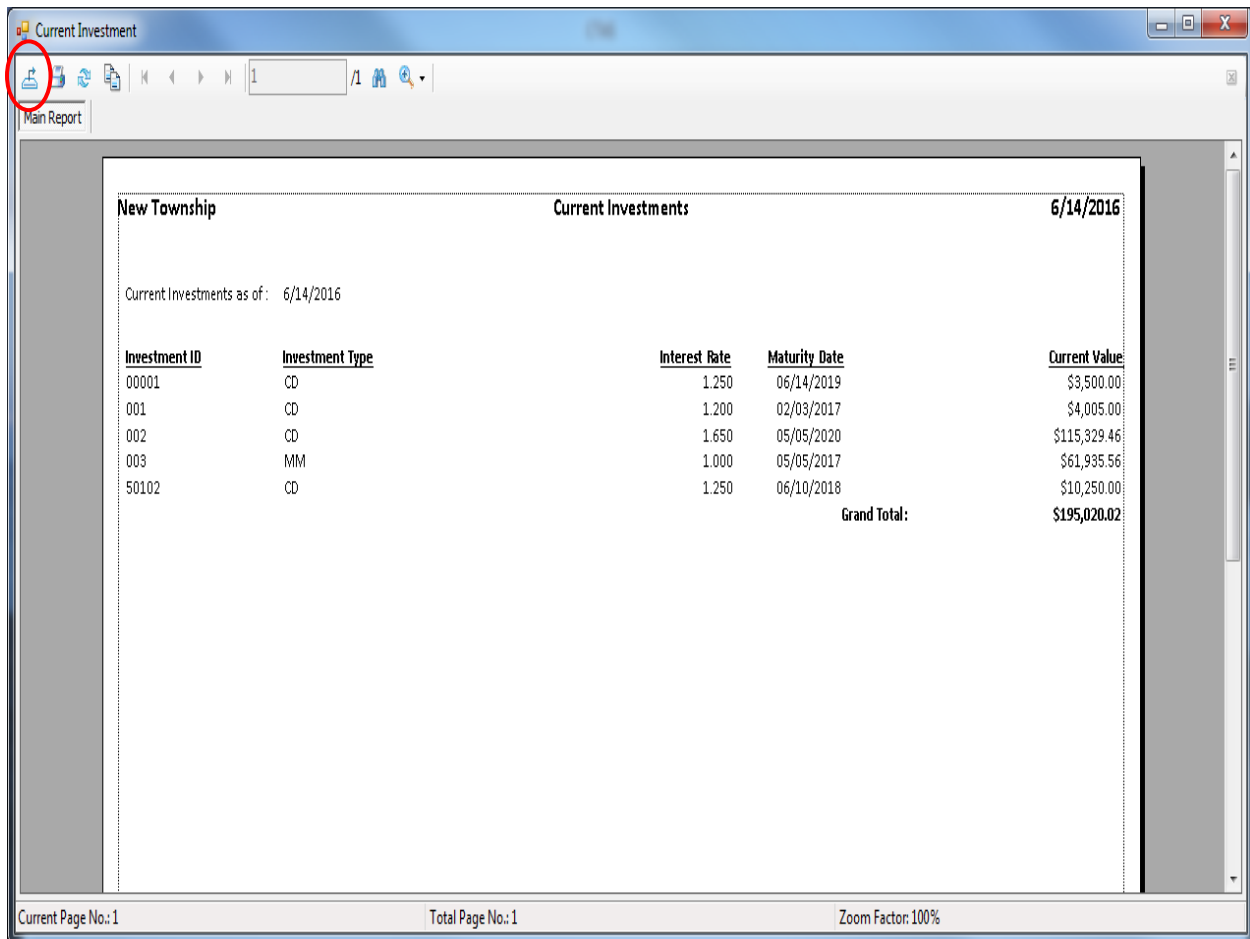 Current Investment
1 /1
Main Report
New Township Current Investments 6/14/2016
Current Investments as of : 6/14/2016
Investment ID Investment Type Interest Rate Maturity Date Current Value
00001 CD 1.250 06/14/2019 $3,500.00
001 CD 1.200 02/03/2017 $4,005.00
002 CD 1.650 05/05/2020 $115,329.46
003 MM 1.000 05/05/2017 $61,935.56
50102 CD 1.250 06/10/2018 $10,250.00
Grand Total: $195,020.02
Current Page No.: 1 Total Page No.: 1 Zoom Factor: 100%